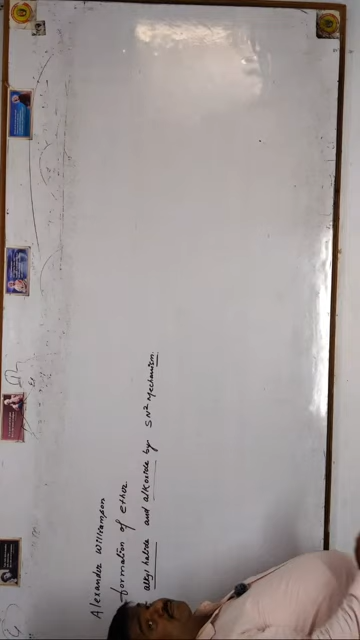 Alexander Williamson
formation of ether
alkyl halide and alkoxide by SN² Mechanism.